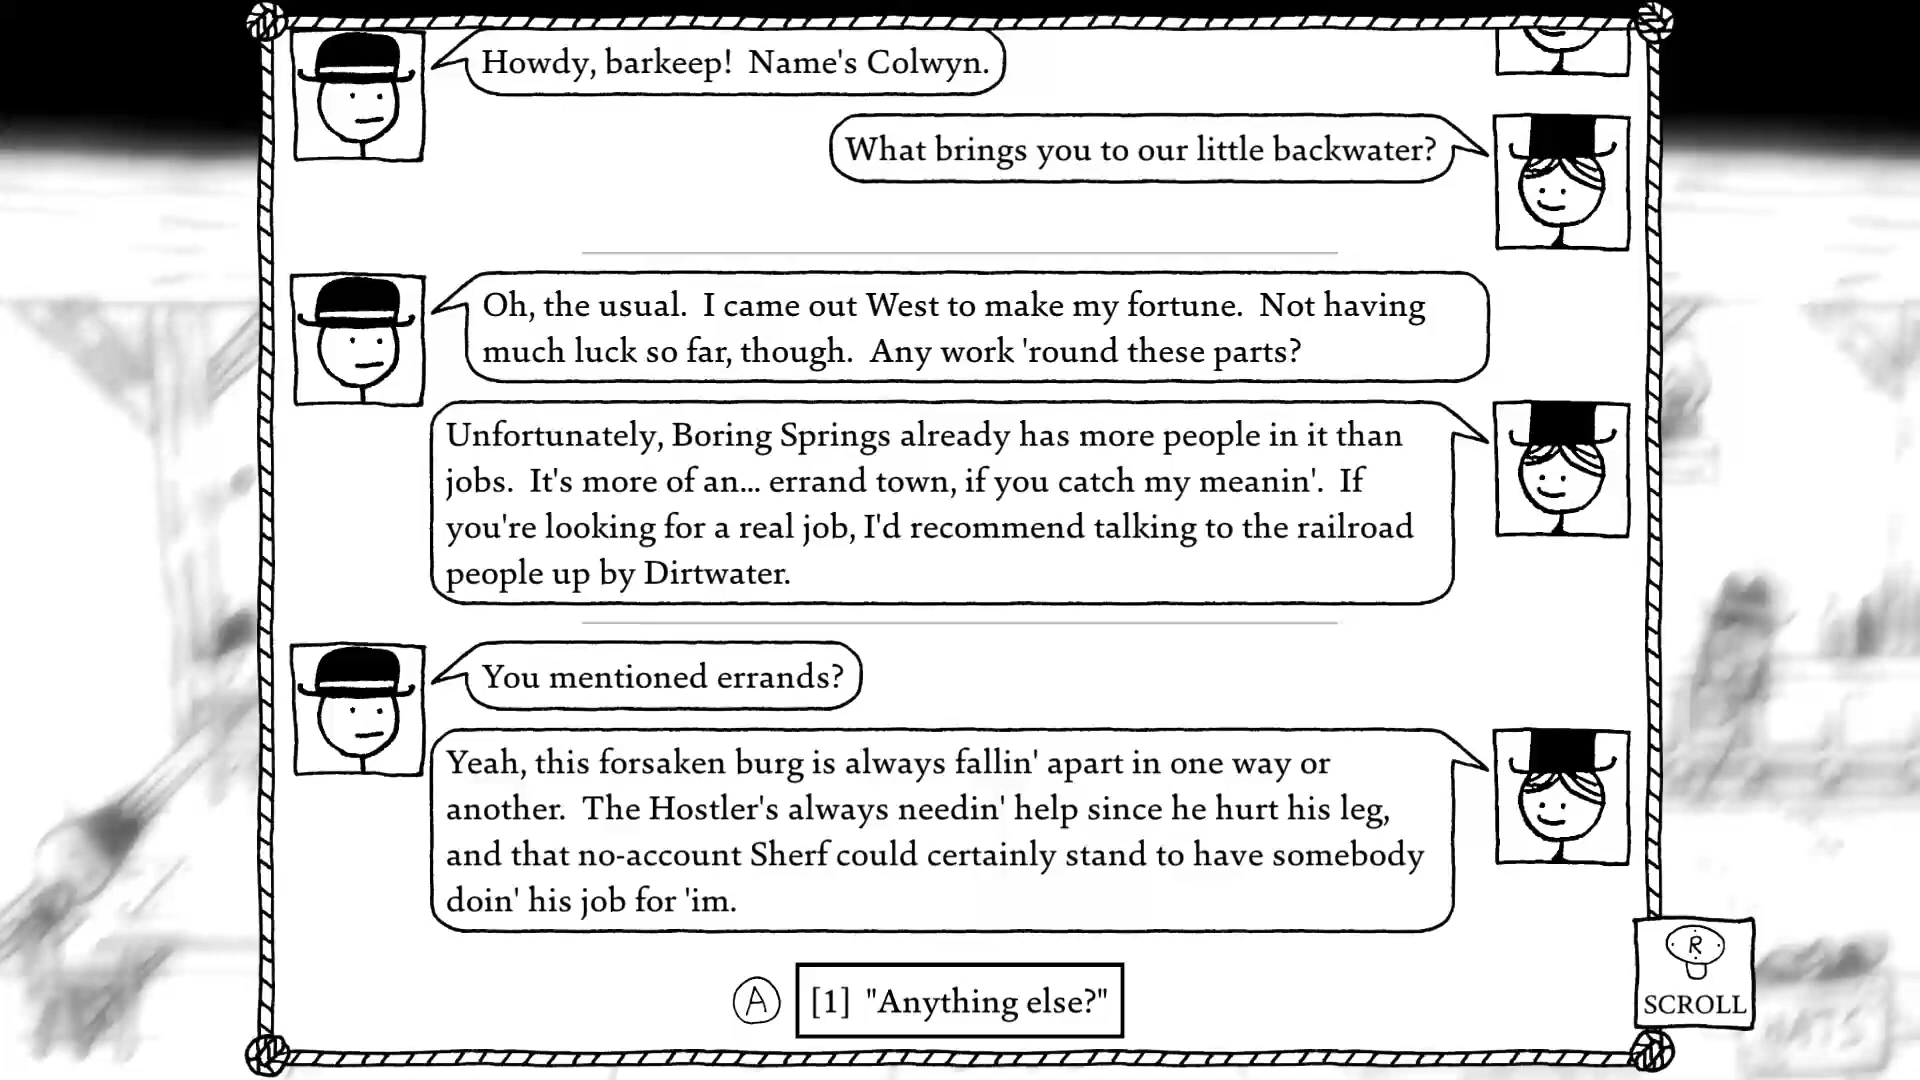 Howdy, barkeep!  Name's Colwyn.
What brings you to our little backwater?
Oh, the usual.  I came out West to make my fortune.  Not having
much luck so far, though.  Any work 'round these parts?
Unfortunately, Boring Springs already has more people in it than
jobs.  It's more of an... errand town, if you catch my meanin'.  If
you're looking for a real job, I'd recommend talking to the railroad
people up by Dirtwater.
You mentioned errands?
Yeah, this forsaken burg is always fallin' apart in one way or
another.  The Hostler's always needin' help since he hurt his leg,
and that no-account Sherf could certainly stand to have somebody
doin' his job for 'im.
A [1] "Anything else?"
R
SCROLL
HATS